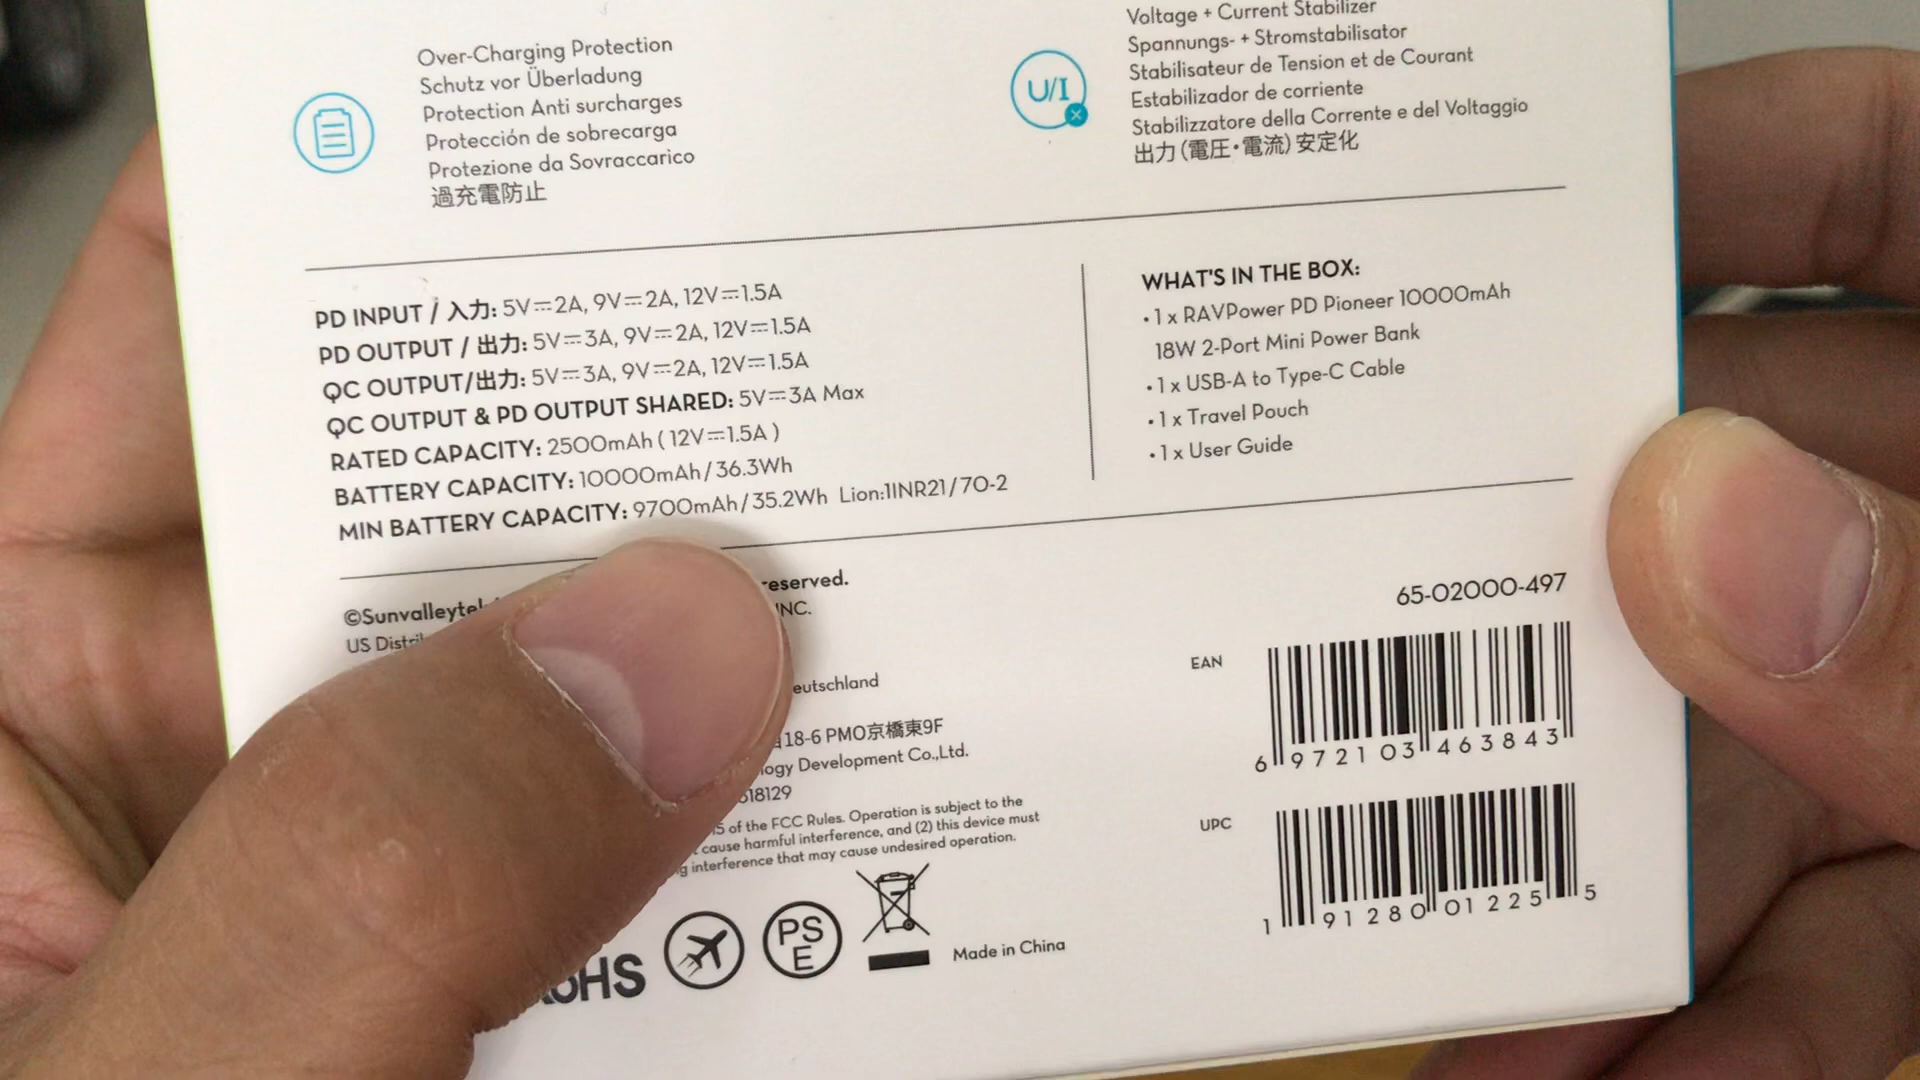 Over-Charging Protection
Schutz vor Überladung
Protection Anti surcharges
Protección de sobrecarga
Protezione da Sovraccarico
過充電防止
U/I
Voltage + Current Stabilizer
Spannungs- + Stromstabilisator
Stabilisateur de Tension et de Courant
Estabilizador de corriente
Stabilizzatore della Corrente e del Voltaggio
出力(電圧・電流)安定化
PD INPUT / 入力: 5V⎓2A, 9V⎓2A, 12V⎓1.5A
PD OUTPUT / 出力: 5V⎓3A, 9V⎓2A, 12V⎓1.5A
QC OUTPUT/出力: 5V⎓3A, 9V⎓2A, 12V⎓1.5A
QC OUTPUT & PD OUTPUT SHARED: 5V⎓3A Max
RATED CAPACITY: 2500mAh ( 12V⎓1.5A )
BATTERY CAPACITY: 10000mAh / 36.3Wh
MIN BATTERY CAPACITY: 9700mAh / 35.2Wh Lion:1INR21/70-2
WHAT'S IN THE BOX:
• 1 x RAVPower PD Pioneer 10000mAh
18W 2-Port Mini Power Bank
• 1 x USB-A to Type-C Cable
• 1 x Travel Pouch
• 1 x User Guide
©Sunvalleytek
US
INC.
18-6 PMO京橋東9F
Development Co.,Ltd.
of the FCC Rules. Operation is subject to the
cause harmful interference, and (2) this device must
interference that may cause undesired operation.
RoHS
PS
E
Made in China
65-02000-497
EAN
6 972103 463843
UPC
1 91280 01225 5